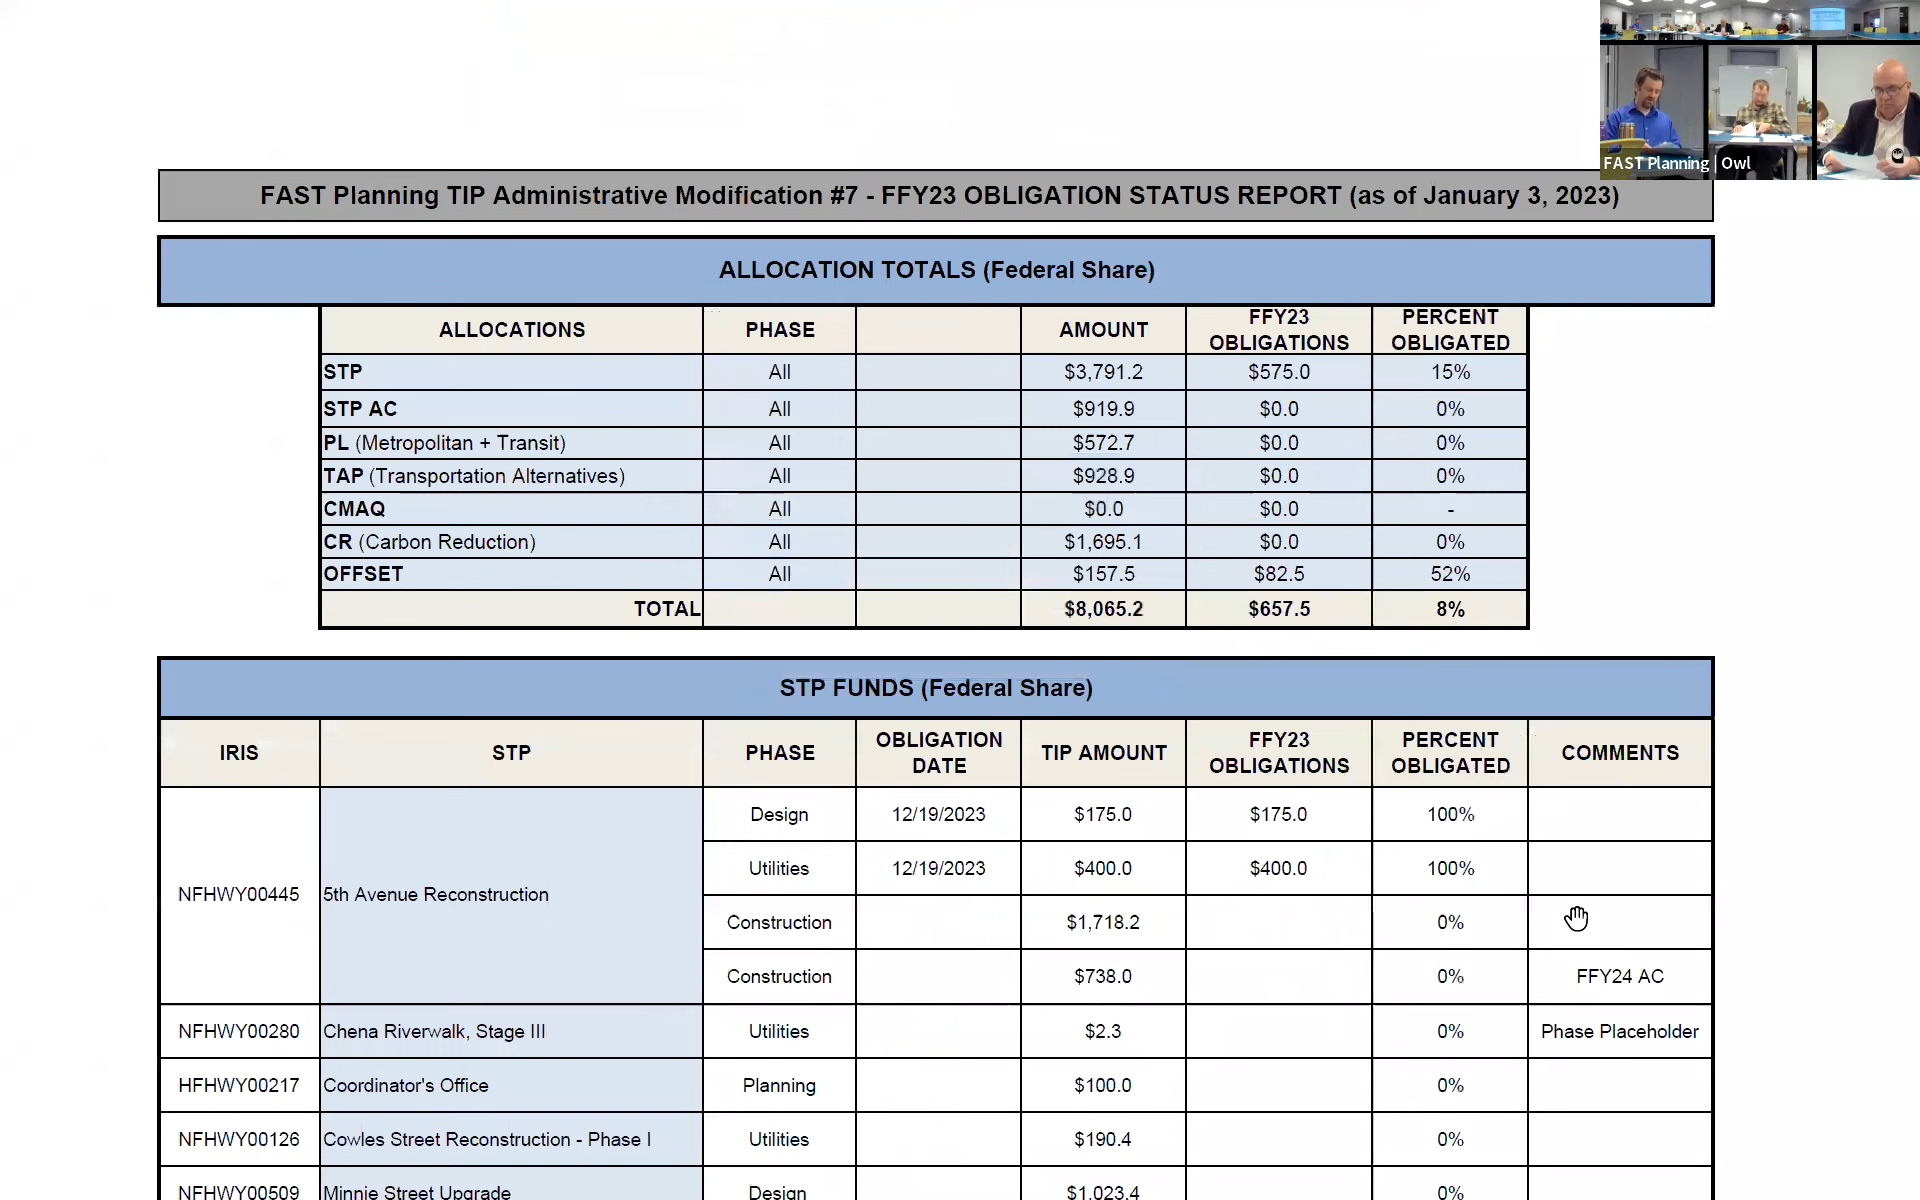 FAST Planning | Owl
FAST Planning TIP Administrative Modification #7 - FFY23 OBLIGATION STATUS REPORT (as of January 3, 2023)
ALLOCATION TOTALS (Federal Share)
ALLOCATIONS PHASE AMOUNT FFY23 OBLIGATIONS PERCENT OBLIGATED
STP All $3,791.2 $575.0 15%
STP AC All $919.9 $0.0 0%
PL (Metropolitan + Transit) All $572.7 $0.0 0%
TAP (Transportation Alternatives) All $928.9 $0.0 0%
CMAQ All $0.0 $0.0 -
CR (Carbon Reduction) All $1,695.1 $0.0 0%
OFFSET All $157.5 $82.5 52%
TOTAL $8,065.2 $657.5 8%
STP FUNDS (Federal Share)
IRIS STP PHASE OBLIGATION DATE TIP AMOUNT FFY23 OBLIGATIONS PERCENT OBLIGATED COMMENTS
NFHWY00445 5th Avenue Reconstruction
Design 12/19/2023 $175.0 $175.0 100%
Utilities 12/19/2023 $400.0 $400.0 100%
Construction $1,718.2 0%
Construction $738.0 0% FFY24 AC
NFHWY00280 Chena Riverwalk, Stage III Utilities $2.3 0% Phase Placeholder
HFHWY00217 Coordinator's Office Planning $100.0 0%
NFHWY00126 Cowles Street Reconstruction - Phase I Utilities $190.4 0%
NFHWY00509 Minnie Street Upgrade Design $1,023.4 0%